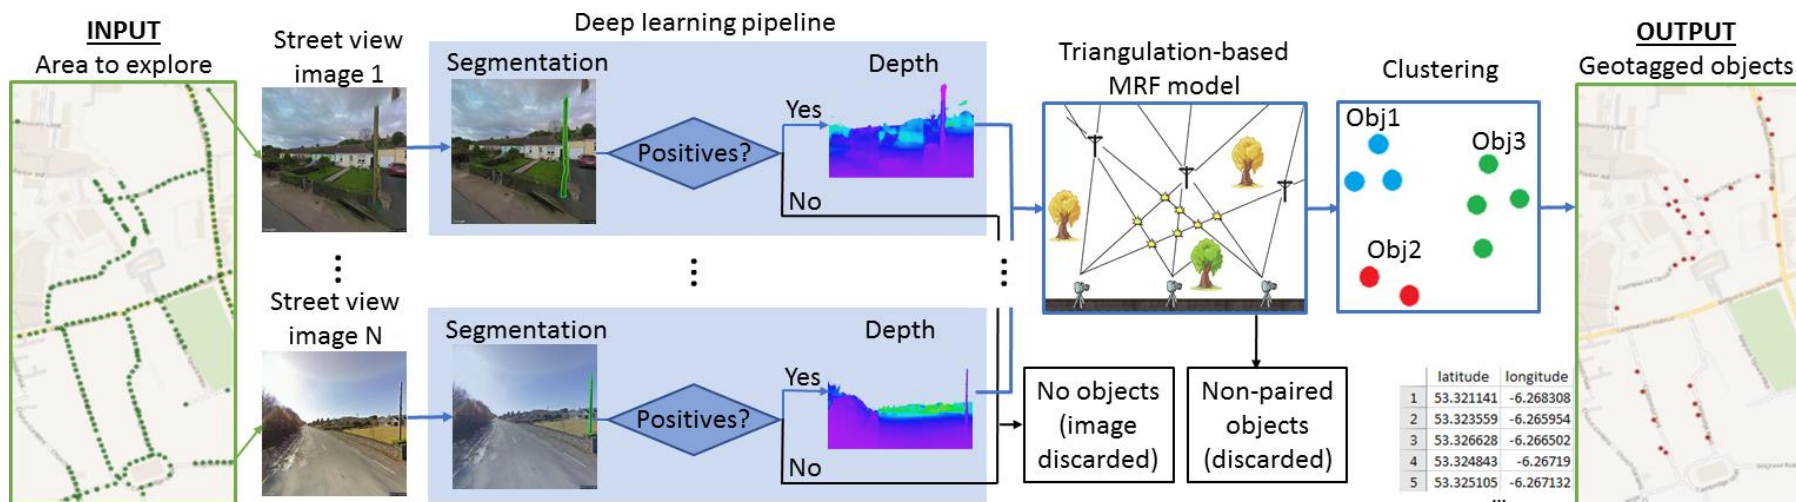 INPUT
Area to explore
Street view
image 1
Deep learning pipeline
Segmentation
Depth
Positives?
Yes
No
Triangulation-based
MRF model
Clustering
Obj1
Obj3
Obj2
OUTPUT
Geotagged objects
Street view
image N
Segmentation
Depth
Positives?
Yes
No
No objects
(image
discarded)
Non-paired
objects
(discarded)
latitude longitude
1 53.321141 -6.268308
2 53.323559 -6.265954
3 53.326628 -6.266502
4 53.324843 -6.26719
5 53.325105 -6.267132
...